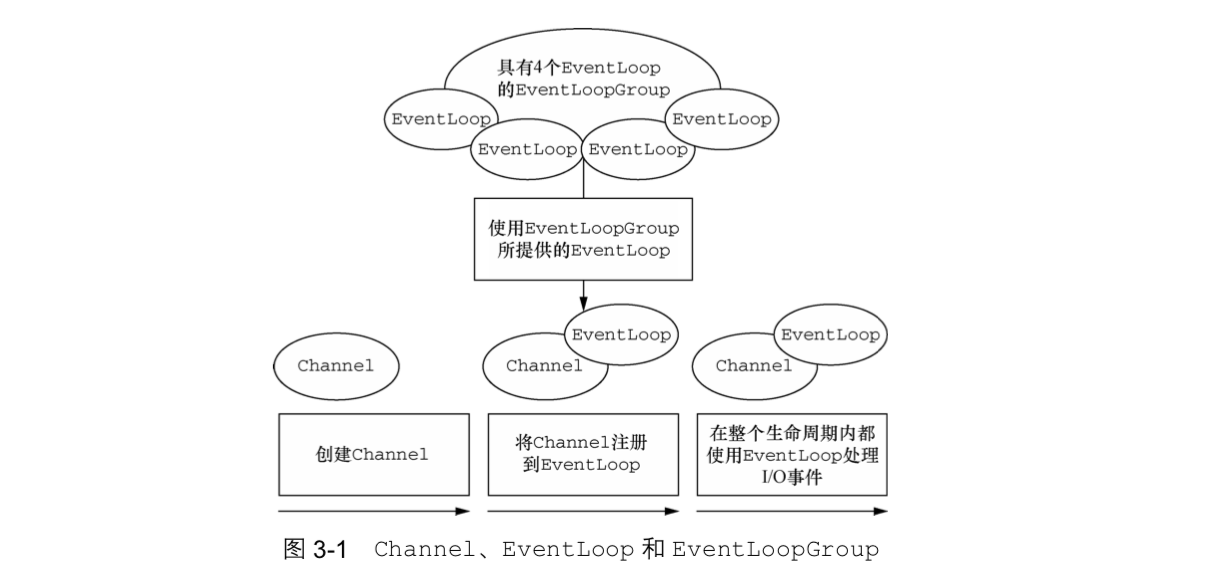 具有4个EventLoop
的EventLoopGroup
EventLoop
EventLoop
EventLoop
EventLoop
使用EventLoopGroup
所提供的EventLoop
Channel
Channel
EventLoop
Channel
EventLoop
创建Channel
将Channel注册
到EventLoop
在整个生命周期内都
使用EventLoop处理
I/O事件
图 3-1 Channel、EventLoop 和 EventLoopGroup